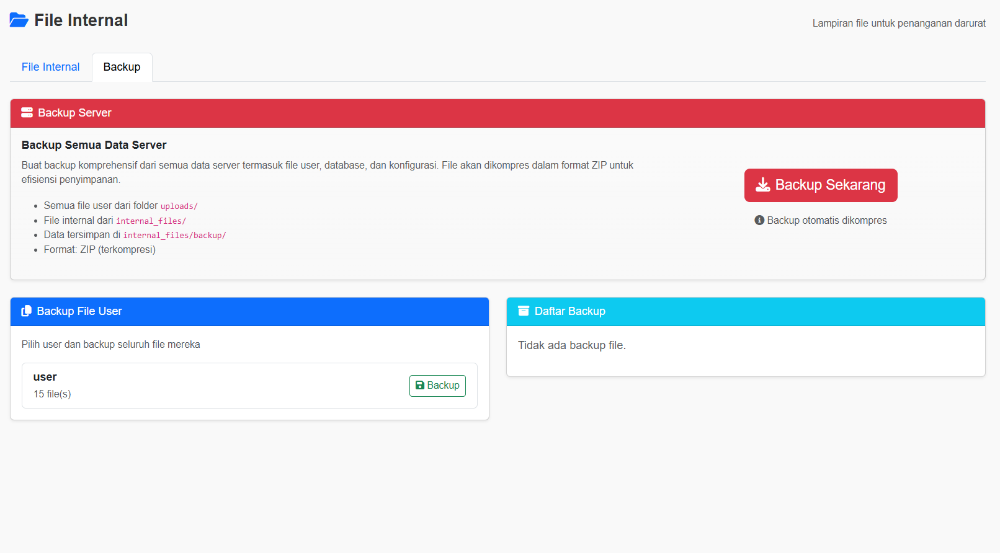 File Internal
Lampiran file untuk penanganan darurat
File Internal
Backup
Backup Server
Backup Semua Data Server
Buat backup komprehensif dari semua data server termasuk file user, database, dan konfigurasi. File akan dikompres dalam format ZIP untuk
efisiensi penyimpanan.
Semua file user dari folder uploads/
File internal dari internal_files/
Data tersimpan di internal_files/backup/
Format: ZIP (terkompresi)
Backup Sekarang
Backup otomatis dikompres
Backup File User
Pilih user dan backup seluruh file mereka
user
15 file(s)
Backup
Daftar Backup
Tidak ada backup file.